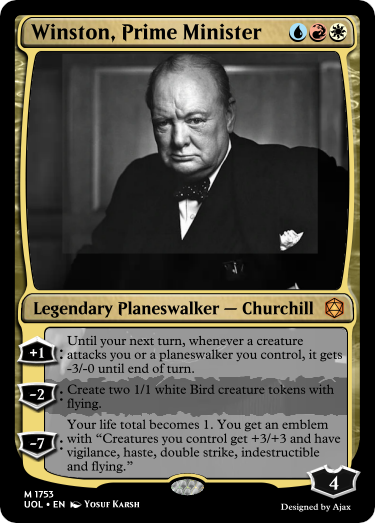 Winston, Prime Minister
Legendary Planeswalker — Churchill
+1 : Until your next turn, whenever a creature
attacks you or a planeswalker you control, it gets
-3/-0 until end of turn.
-2 : Create two 1/1 white Bird creature tokens with
flying.
-7 : Your life total becomes 1. You get an emblem
with “Creatures you control get +3/+3 and have
vigilance, haste, double strike, indestructible
and flying.”
4
M 1753
UOL • EN Yosuf Karsh
Designed by Ajax